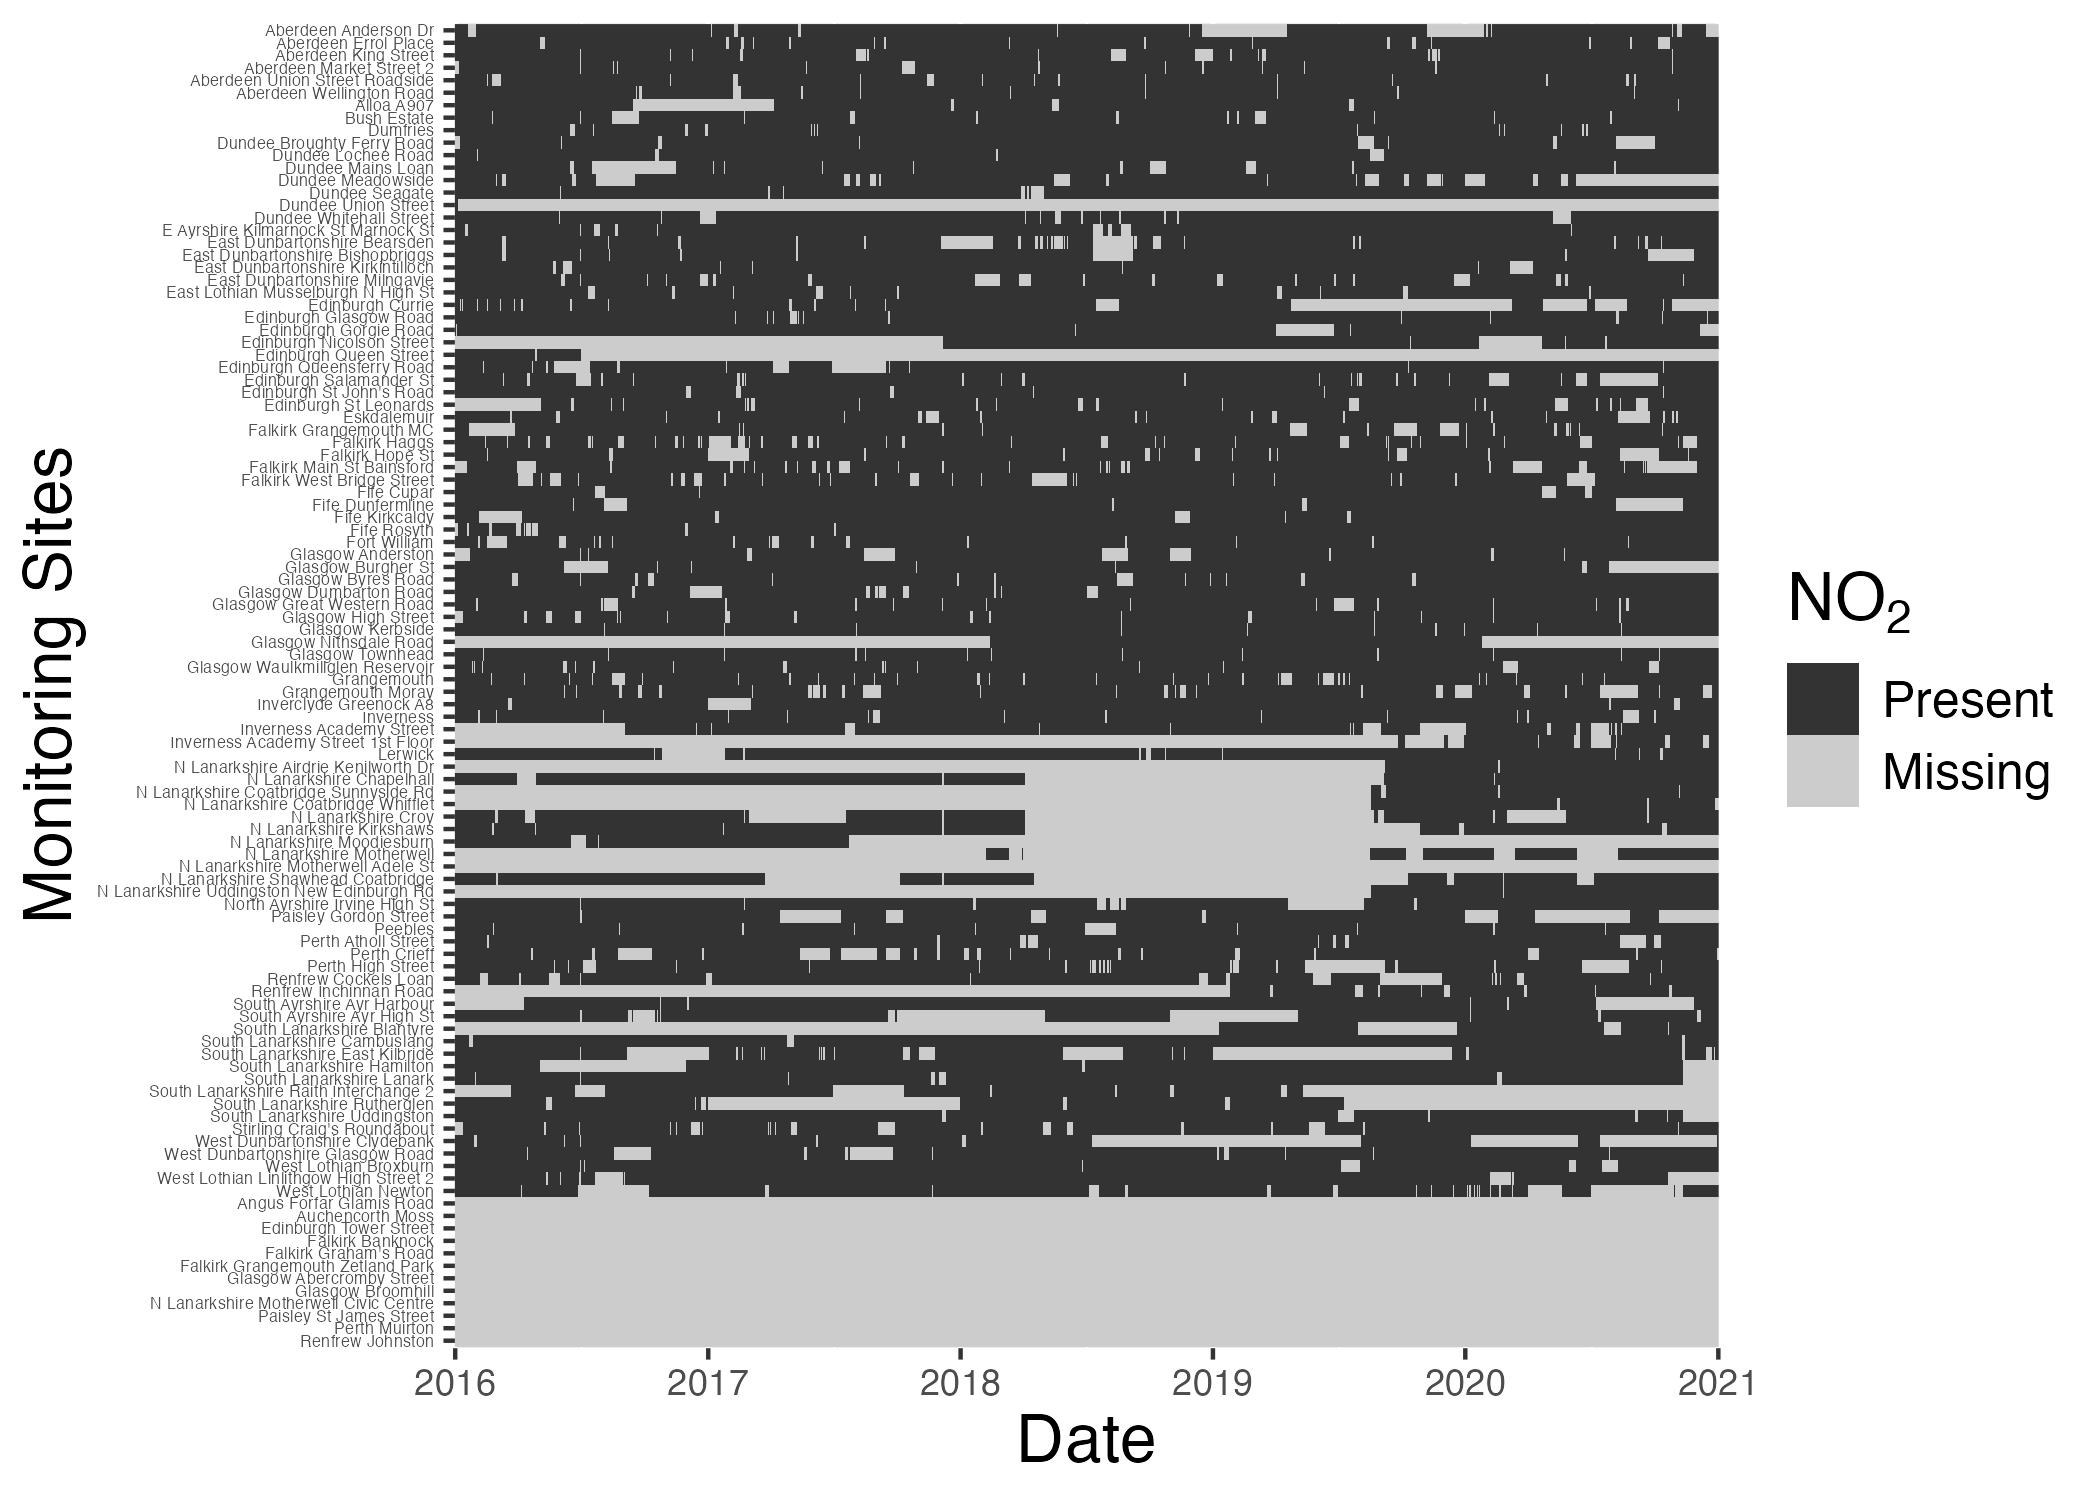 Monitoring Sites
Aberdeen Anderson Dr
Aberdeen Errol Place
Aberdeen King Street
Aberdeen Market Street 2
Aberdeen Union Street Roadside
Aberdeen Wellington Road
Alloa A907
Bush Estate
Dumfries
Dundee Broughty Ferry Road
Dundee Lochee Road
Dundee Mains Loan
Dundee Meadowside
Dundee Seagate
Dundee Union Street
Dundee Whitehall Street
E Ayrshire Kilmarnock St Marnock St
East Dunbartonshire Bearsden
East Dunbartonshire Bishopbriggs
East Dunbartonshire Kirkintilloch
East Dunbartonshire Milngavie
East Lothian Musselburgh N High St
Edinburgh Currie
Edinburgh Glasgow Road
Edinburgh Gorgie Road
Edinburgh Nicolson Street
Edinburgh Queen Street
Edinburgh Queensferry Road
Edinburgh Salamander St
Edinburgh St John's Road
Edinburgh St Leonards
Eskdalemuir
Falkirk Grangemouth MC
Falkirk Haggs
Falkirk Hope St
Falkirk Main St Bainsford
Falkirk West Bridge Street
Fife Cupar
Fife Dunfermline
Fife Kirkcaldy
Fife Rosyth
Fort William
Glasgow Anderston
Glasgow Burgher St
Glasgow Byres Road
Glasgow Dumbarton Road
Glasgow Great Western Road
Glasgow High Street
Glasgow Kerbside
Glasgow Nithsdale Road
Glasgow Townhead
Glasgow Waulkmillglen Reservoir
Grangemouth
Grangemouth Moray
Inverclyde Greenock A8
Inverness
Inverness Academy Street
Inverness Academy Street 1st Floor
Lerwick
N Lanarkshire Airdrie Kenilworth Dr
N Lanarkshire Chapelhall
N Lanarkshire Coatbridge Sunnyside Rd
N Lanarkshire Coatbridge Whifflet
N Lanarkshire Croy
N Lanarkshire Kirkshaws
N Lanarkshire Moodiesburn
N Lanarkshire Motherwell
N Lanarkshire Motherwell Adele St
N Lanarkshire Shawhead Coatbridge
N Lanarkshire Uddingston New Edinburgh Rd
North Ayrshire Irvine High St
Paisley Gordon Street
Peebles
Perth Atholl Street
Perth Crieff
Perth High Street
Renfrew Cockels Loan
Renfrew Inchinnan Road
South Ayrshire Ayr Harbour
South Ayrshire Ayr High St
South Lanarkshire Blantyre
South Lanarkshire Cambuslang
South Lanarkshire East Kilbride
South Lanarkshire Hamilton
South Lanarkshire Lanark
South Lanarkshire Raith Interchange 2
South Lanarkshire Rutherglen
South Lanarkshire Uddingston
Stirling Craig's Roundabout
West Dunbartonshire Clydebank
West Dunbartonshire Glasgow Road
West Lothian Broxburn
West Lothian Linlithgow High Street 2
West Lothian Newton
Angus Forfar Glamis Road
Auchencorth Moss
Edinburgh Tower Street
Falkirk Banknock
Falkirk Graham's Road
Falkirk Grangemouth Zetland Park
Glasgow Abercromby Street
Glasgow Broomhill
N Lanarkshire Motherwell Civic Centre
Paisley St James Street
Perth Muirton
Renfrew Johnston
2016 2017 2018 2019 2020 2021
Date
NO₂
Present
Missing